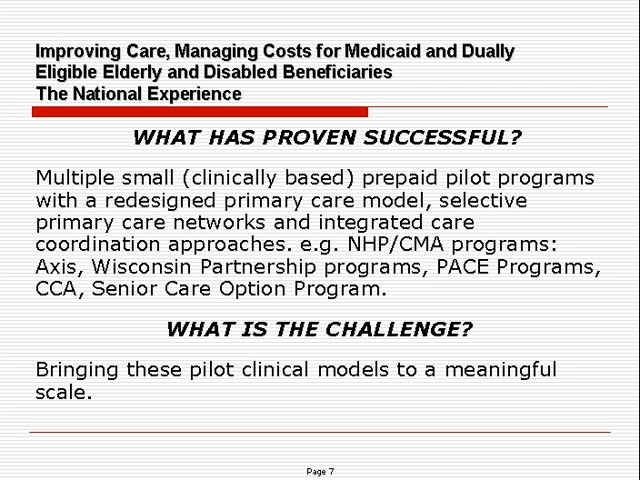 Improving Care, Managing Costs for Medicaid and Dually
Eligible Elderly and Disabled Beneficiaries
The National Experience
WHAT HAS PROVEN SUCCESSFUL?
Multiple small (clinically based) prepaid pilot programs
with a redesigned primary care model, selective
primary care networks and integrated care
coordination approaches. e.g. NHP/CMA programs:
Axis, Wisconsin Partnership programs, PACE Programs,
CCA, Senior Care Option Program.
WHAT IS THE CHALLENGE?
Bringing these pilot clinical models to a meaningful
scale.
Page 7